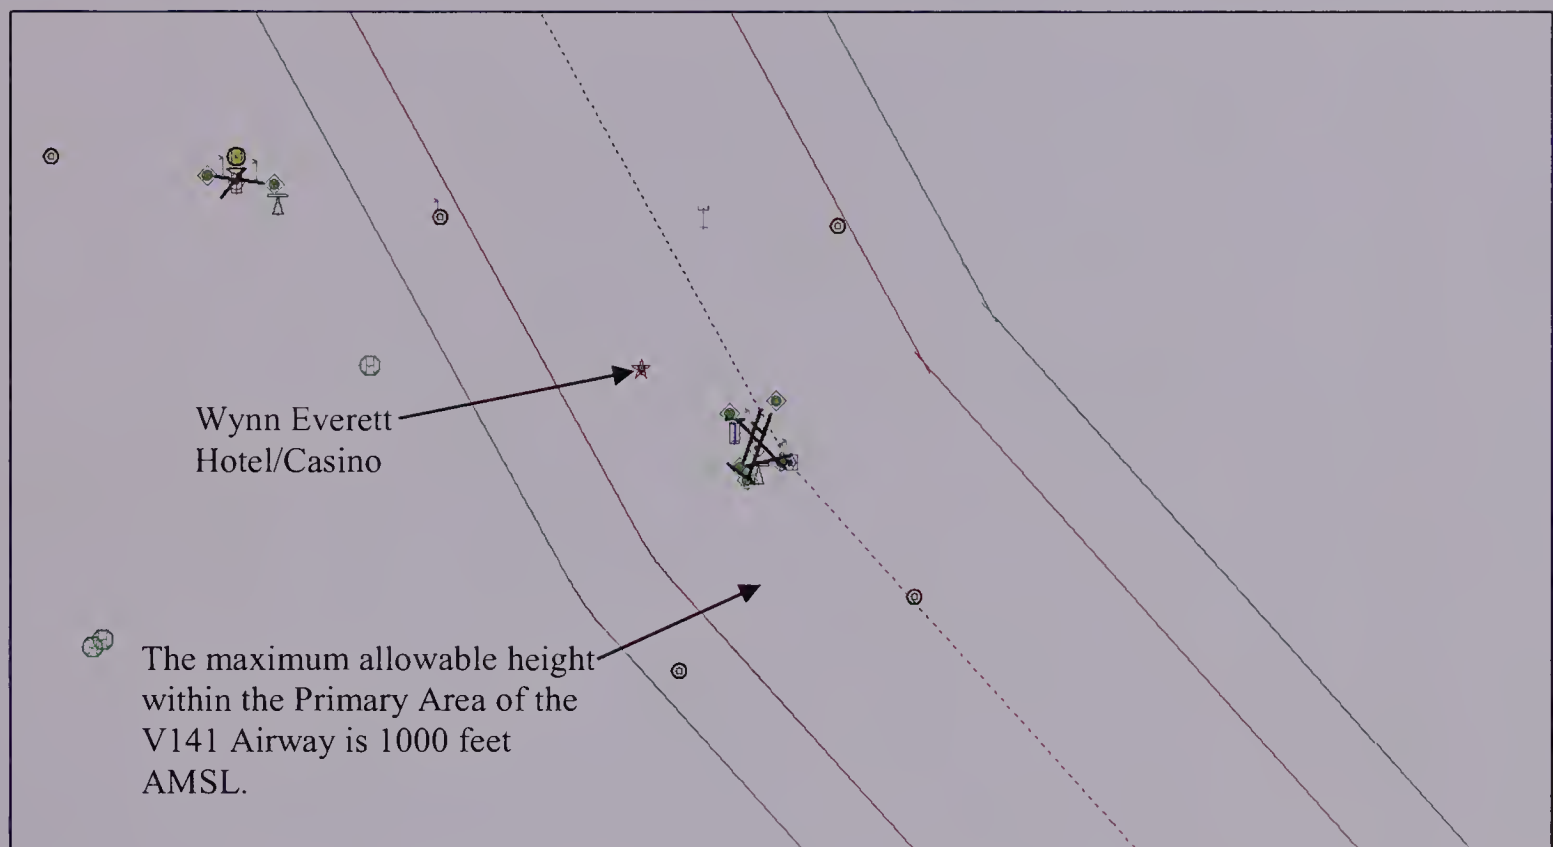 Wynn Everett
Hotel/Casino
The maximum allowable height
within the Primary Area of the
V141 Airway is 1000 feet
AMSL.